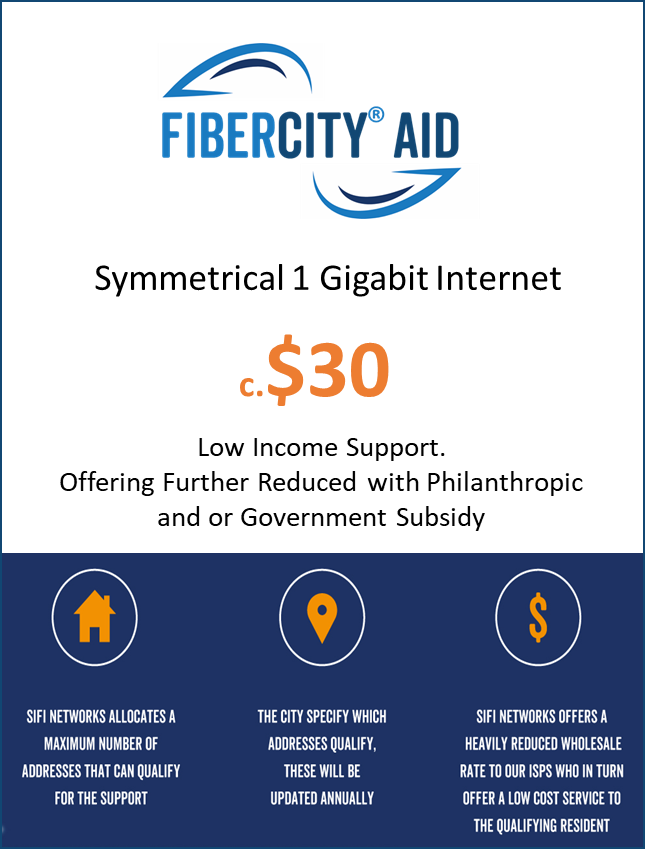 FIBERCITY® AID
Symmetrical 1 Gigabit Internet
c.$30
Low Income Support.
Offering Further Reduced with Philanthropic
and or Government Subsidy
$
SIFI NETWORKS ALLOCATES A
MAXIMUM NUMBER OF
ADDRESSES THAT CAN QUALIFY
FOR THE SUPPORT
THE CITY SPECIFY WHICH
ADDRESSES QUALIFY,
THESE WILL BE
UPDATED ANNUALLY
SIFI NETWORKS OFFERS A
HEAVILY REDUCED WHOLESALE
RATE TO OUR ISPS WHO IN TURN
OFFER A LOW COST SERVICE TO
THE QUALIFYING RESIDENT